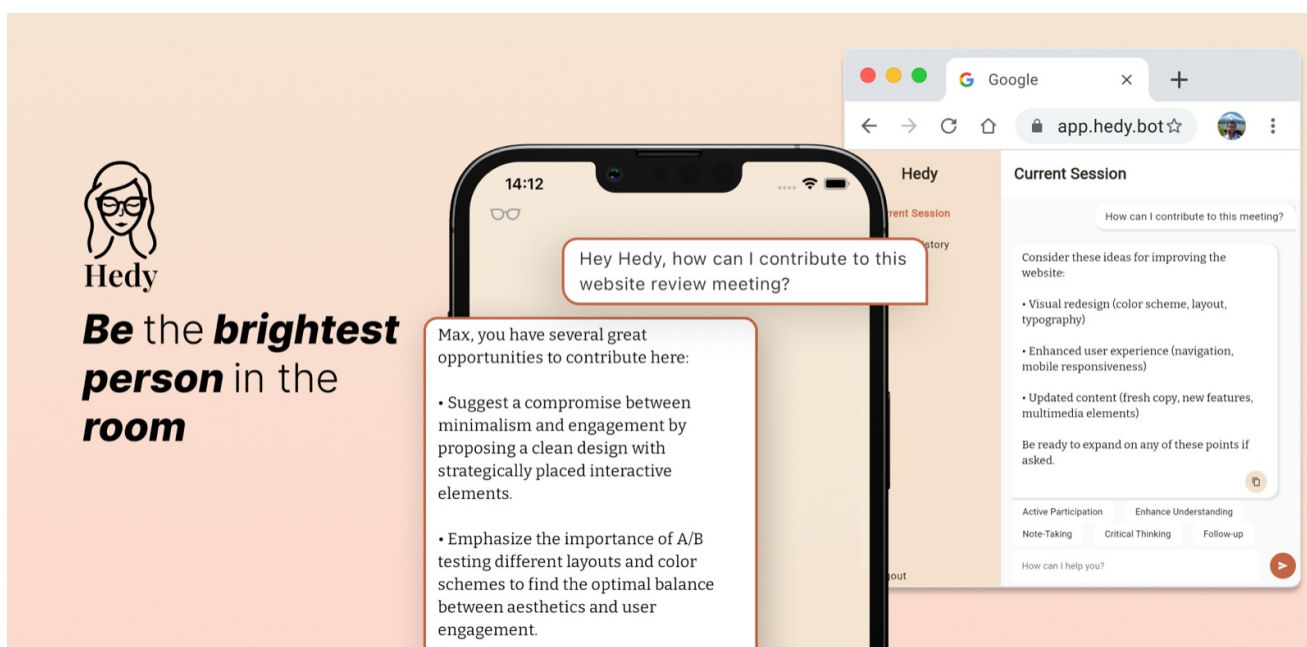 Hedy
Be the brightest
person in the
room
14:12
Hey Hedy, how can I contribute to this
website review meeting?
Max, you have several great
opportunities to contribute here:
• Suggest a compromise between
minimalism and engagement by
proposing a clean design with
strategically placed interactive
elements.
• Emphasize the importance of A/B
testing different layouts and color
schemes to find the optimal balance
between aesthetics and user
engagement.
Google
app.hedy.bot
Hedy
rent Session
story
out
Current Session
How can I contribute to this meeting?
Consider these ideas for improving the
website:
• Visual redesign (color scheme, layout,
typography)
• Enhanced user experience (navigation,
mobile responsiveness)
• Updated content (fresh copy, new features,
multimedia elements)
Be ready to expand on any of these points if
asked.
Active Participation Enhance Understanding
Note-Taking Critical Thinking Follow-up
How can I help you?